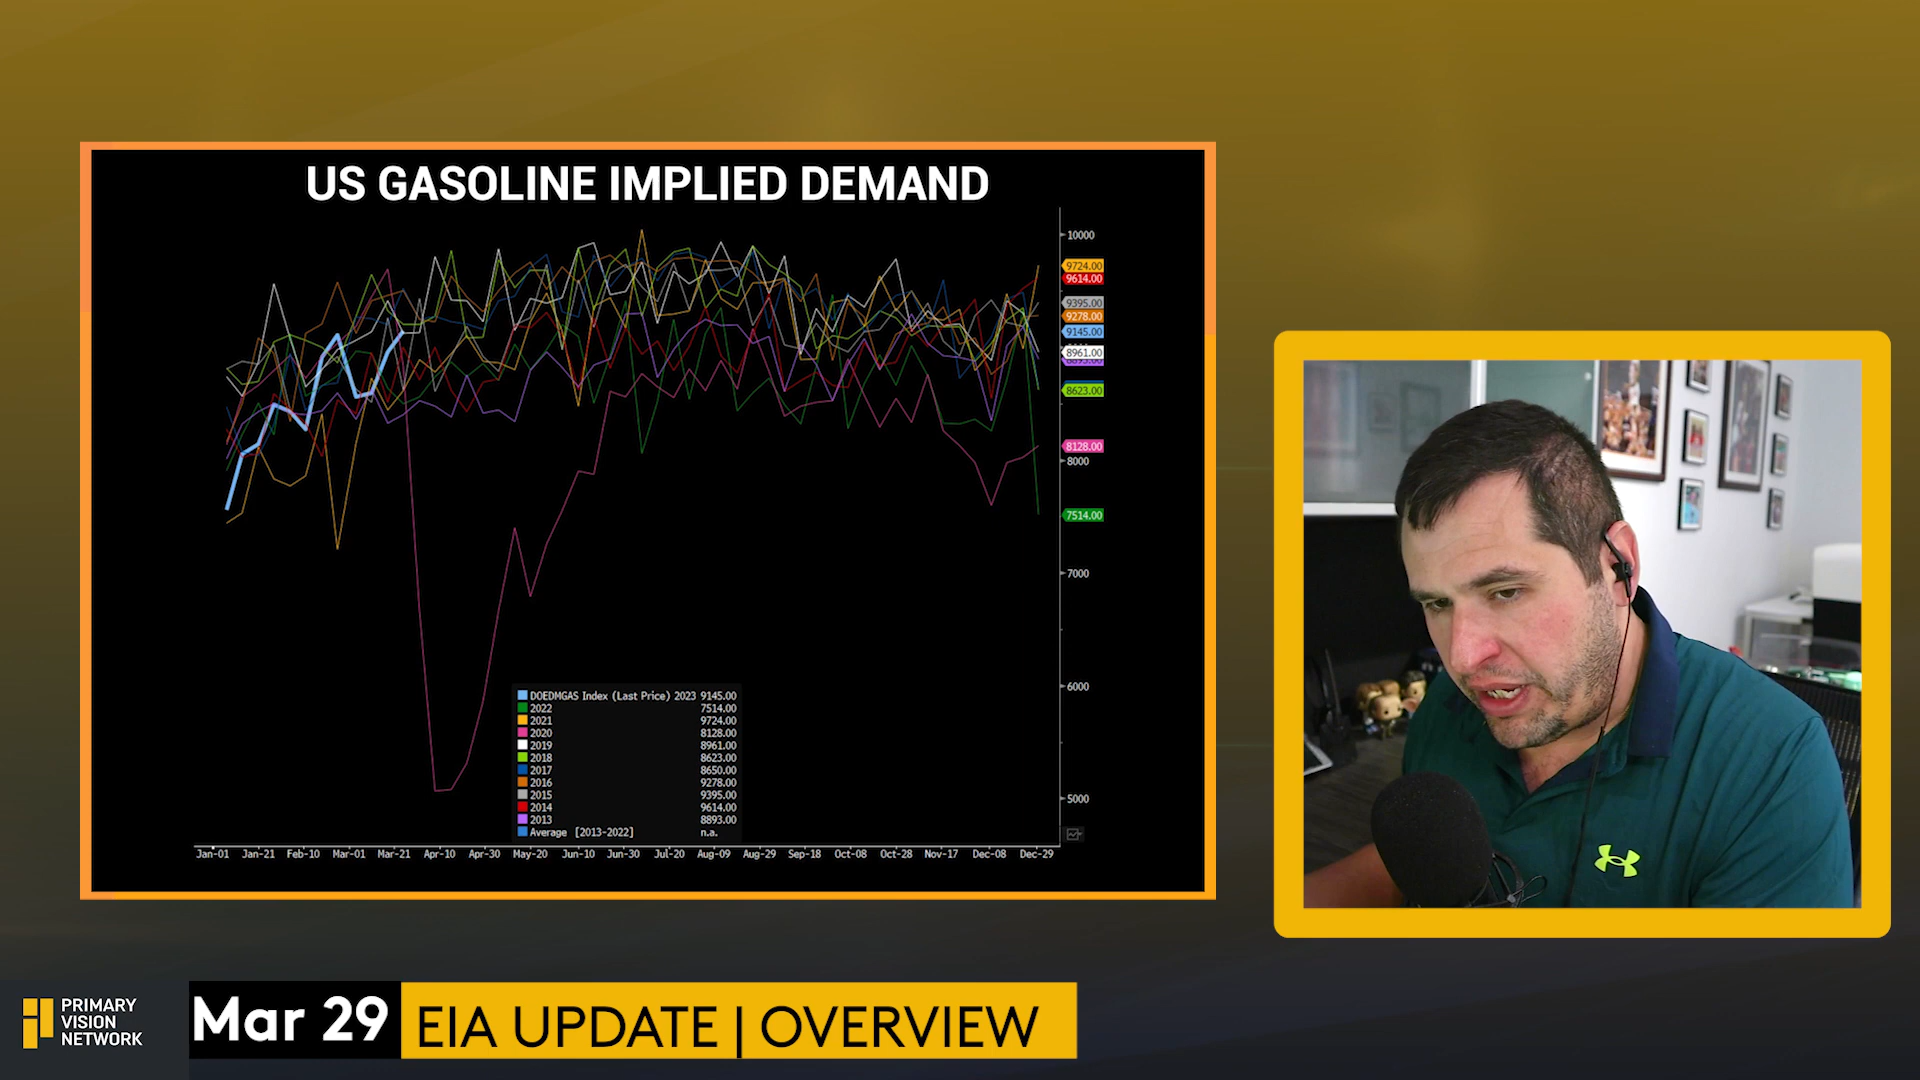 US GASOLINE IMPLIED DEMAND
10000
9724.00
9614.00
9395.00
9278.00
9145.00
8961.00
8623.00
8128.00
8000
7514.00
7000
6000
5000
DOEDMGAS Index (Last Price) 2023 9145.00
2022 7514.00
2021 9724.00
2020 8128.00
2019 8961.00
2018 8623.00
2017 8650.00
2016 9278.00
2015 9395.00
2014 9614.00
2013 8893.00
Average [2013-2022] n.a.
Jan-01 Jan-21 Feb-10 Mar-01 Mar-21 Apr-10 Apr-30 May-20 Jun-10 Jun-30 Jul-20 Aug-09 Aug-29 Sep-18 Oct-08 Oct-28 Nov-17 Dec-08 Dec-29
PRIMARY
VISION
NETWORK
Mar 29
EIA UPDATE | OVERVIEW